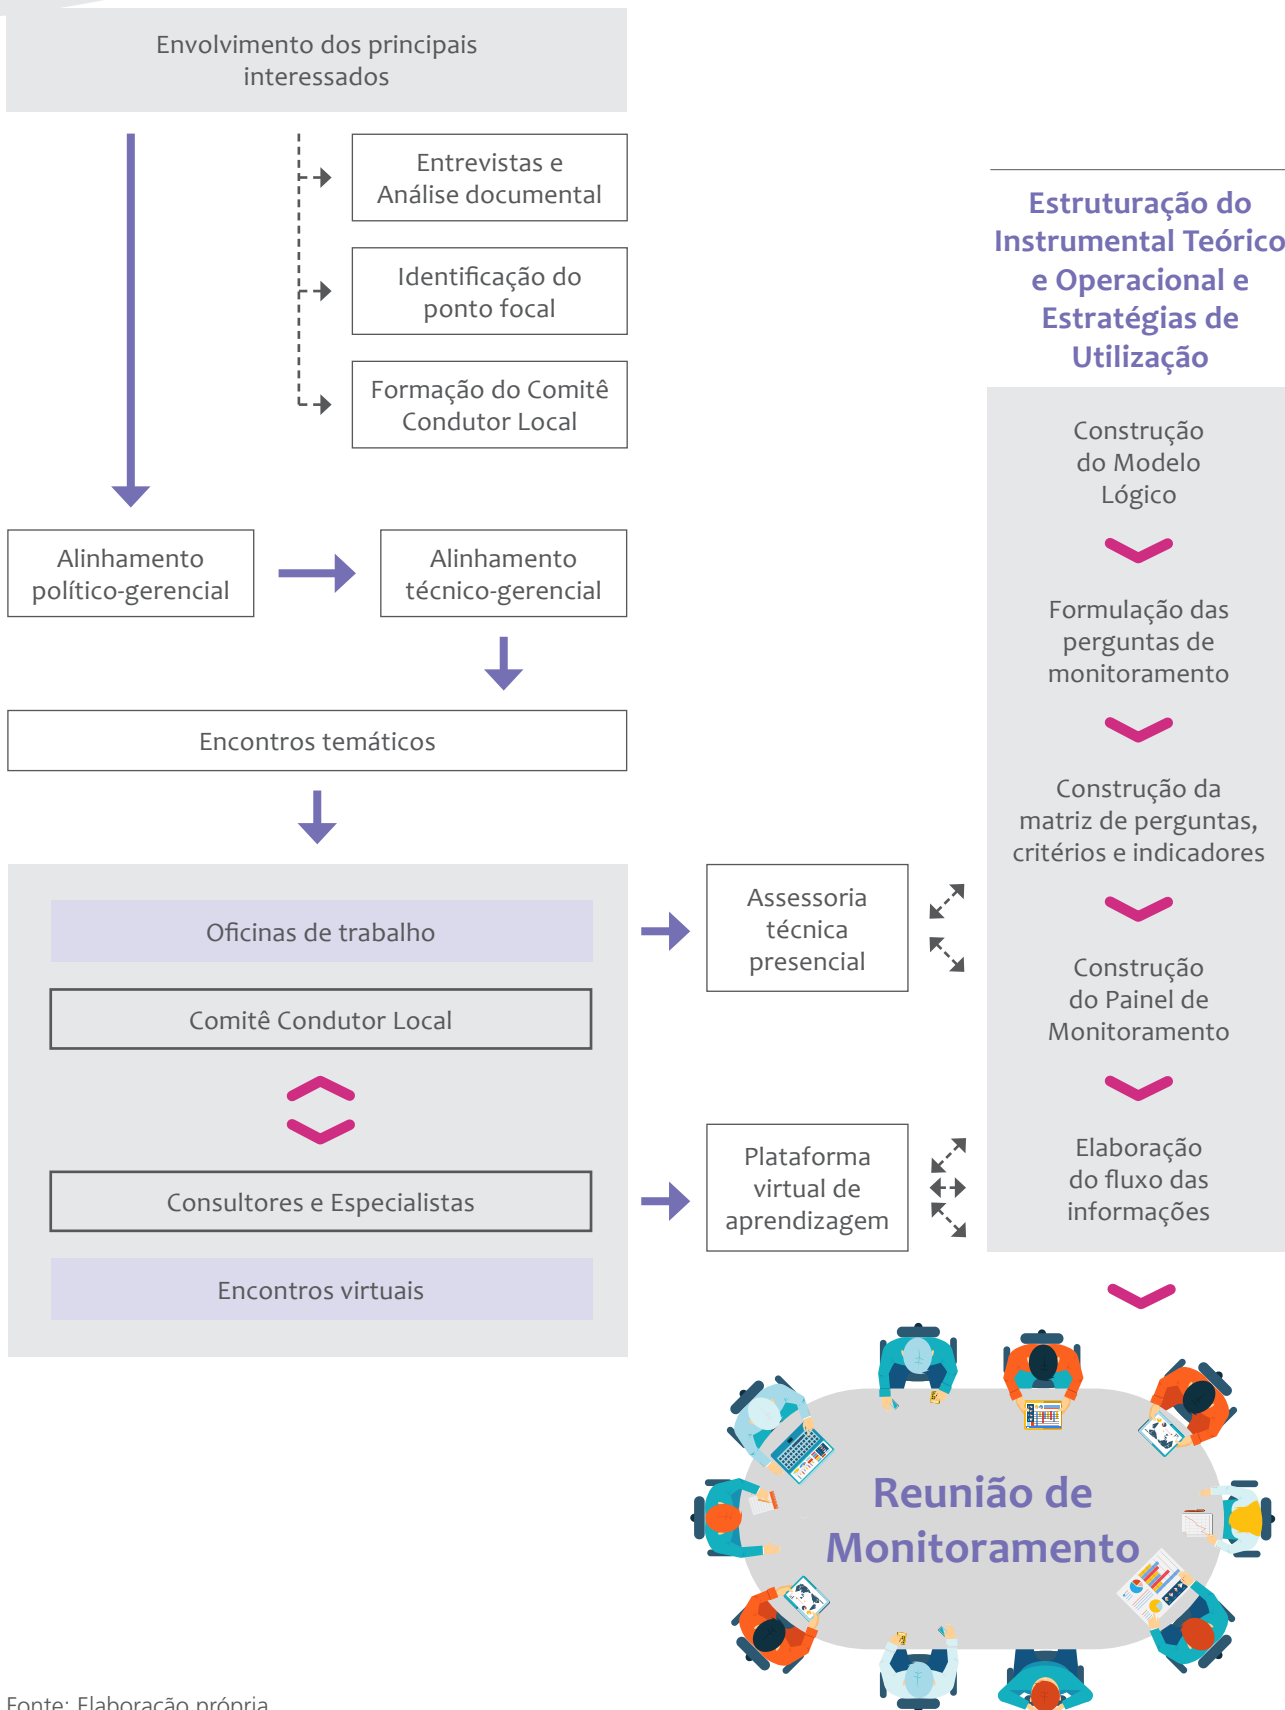 Envolvimento dos principais
interessados
Entrevistas e
Análise documental
Identificação do
ponto focal
Formação do Comitê
Condutor Local
Alinhamento
político-gerencial
Alinhamento
técnico-gerencial
Encontros temáticos
Oficinas de trabalho
Comitê Condutor Local
Consultores e Especialistas
Encontros virtuais
Assessoria
técnica
presencial
Plataforma
virtual de
aprendizagem
Estruturação do
Instrumental Teórico
e Operacional e
Estratégias de
Utilização
Construção
do Modelo
Lógico
Formulação das
perguntas de
monitoramento
Construção da
matriz de perguntas,
critérios e indicadores
Construção
do Painel de
Monitoramento
Elaboração
do fluxo das
informações
Reunião de
Monitoramento
Fonte: Elaboração própria